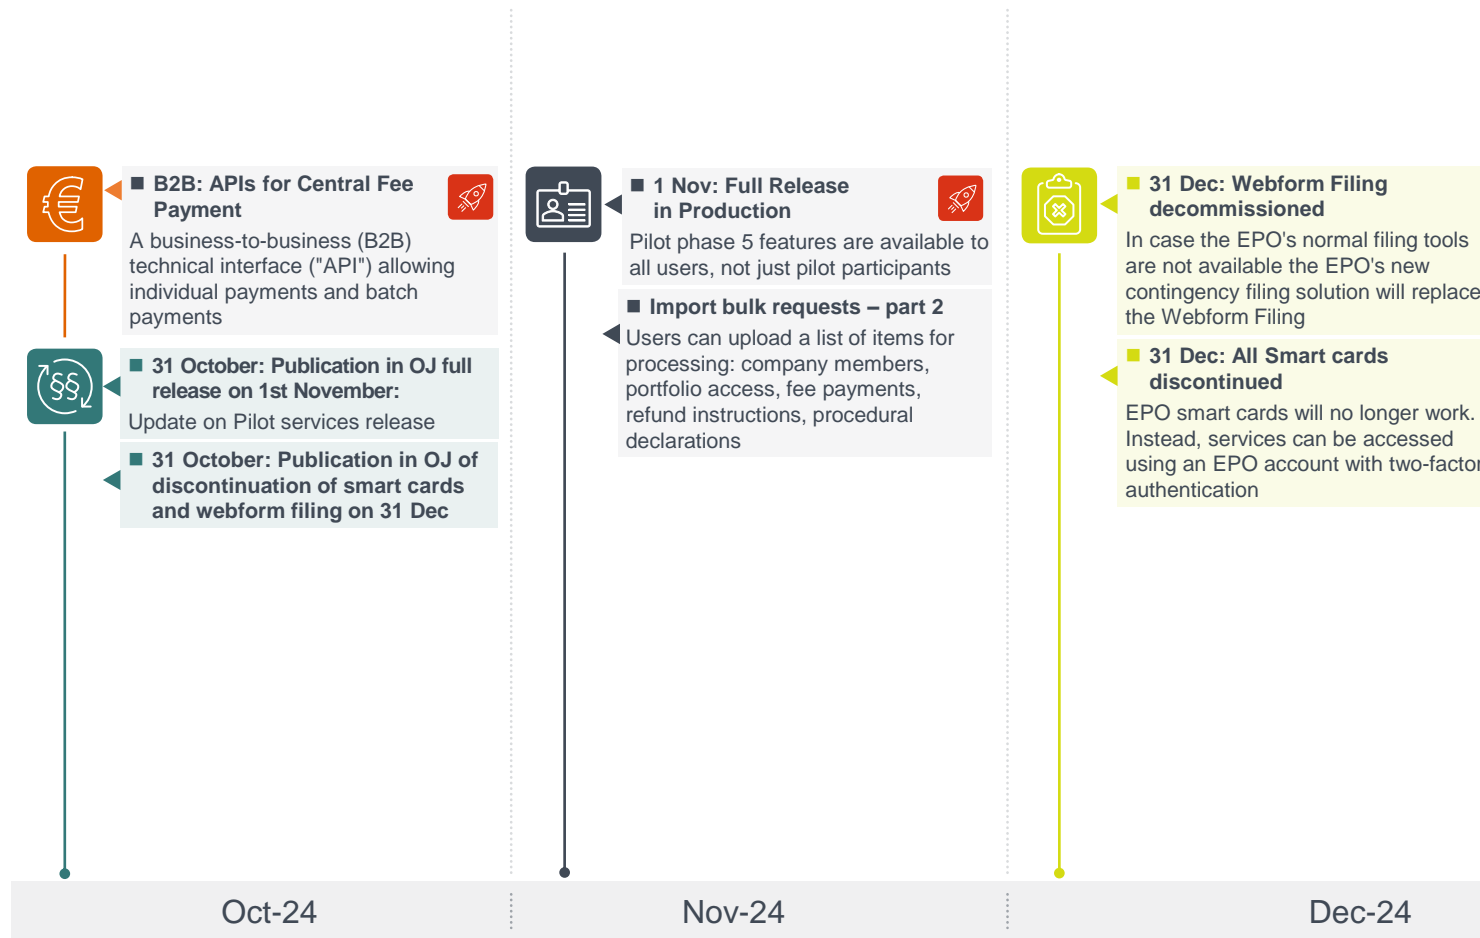 B2B: APIs for Central Fee
Payment
A business-to-business (B2B)
technical interface ("API") allowing
individual payments and batch
payments
§§
31 October: Publication in OJ full
release on 1st November:
Update on Pilot services release
31 October: Publication in OJ of
discontinuation of smart cards
and webform filing on 31 Dec
1 Nov: Full Release
in Production
Pilot phase 5 features are available to
all users, not just pilot participants
Import bulk requests – part 2
Users can upload a list of items for
processing: company members,
portfolio access, fee payments,
refund instructions, procedural
declarations
31 Dec: Webform Filing
decommissioned
In case the EPO's normal filing tools
are not available the EPO's new
contingency filing solution will replace
the Webform Filing
31 Dec: All Smart cards
discontinued
EPO smart cards will no longer work.
Instead, services can be accessed
using an EPO account with two-factor
authentication
Oct-24
Nov-24
Dec-24